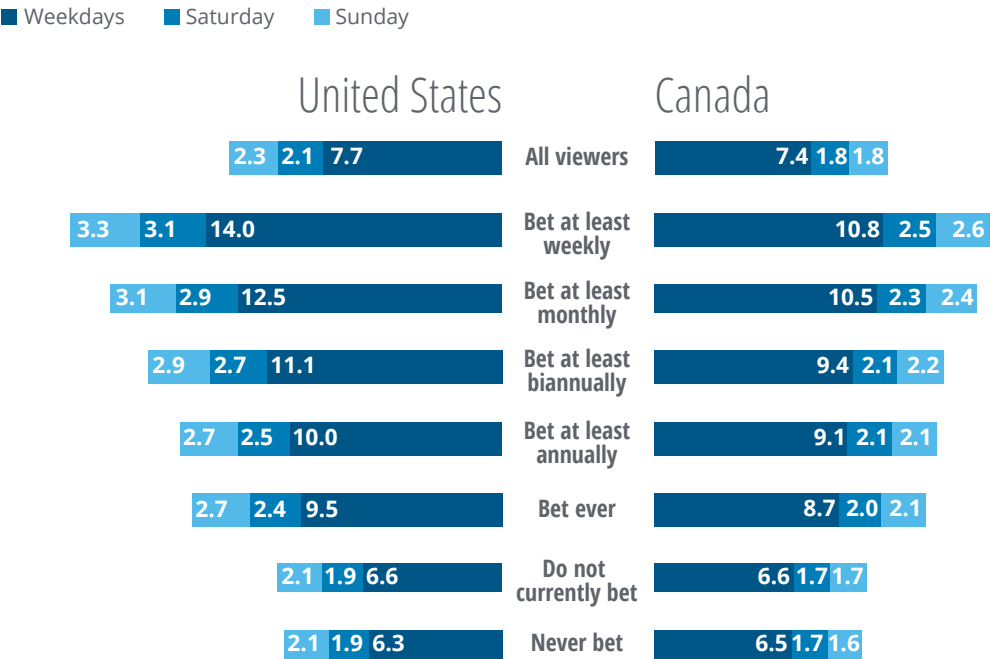 Weekdays Saturday Sunday
United States Canada
2.3 2.1 7.7 All viewers 7.4 1.8 1.8
3.3 3.1 14.0 Bet at least 10.8 2.5 2.6
weekly
3.1 2.9 12.5 Bet at least 10.5 2.3 2.4
monthly
2.9 2.7 11.1 Bet at least 9.4 2.1 2.2
biannually
2.7 2.5 10.0 Bet at least 9.1 2.1 2.1
annually
2.7 2.4 9.5 Bet ever 8.7 2.0 2.1
2.1 1.9 6.6 Do not 6.6 1.7 1.7
currently bet
2.1 1.9 6.3 Never bet 6.5 1.7 1.6